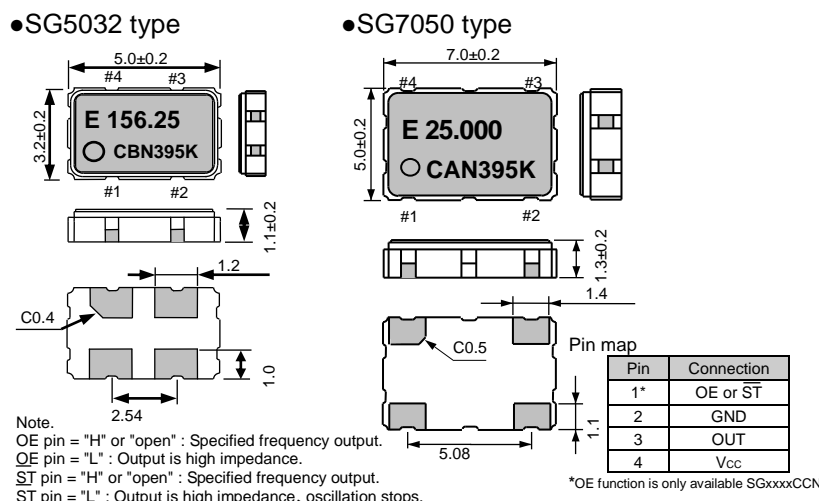 ●SG5032 type
5.0±0.2
#4 #3
3.2±0.2
E 156.25
CBN395K
#1 #2
1.1±0.2
1.2
C0.4
1.0
2.54
●SG7050 type
7.0±0.2
#4 #3
5.0±0.2
E 25.000
CAN395K
#1 #2
1.3±0.2
1.4
C0.5
1.1
5.08
Pin map
Pin Connection
1* OE or S̅T̅
2 GND
3 OUT
4 Vcc
*OE function is only available SGxxxxCCN
Note.
OE pin = "H" or "open" : Specified frequency output.
OE pin = "L" : Output is high impedance.
S̅T̅ pin = "H" or "open" : Specified frequency output.
S̅T̅ pin = "L" : Output is high impedance, oscillation stops.